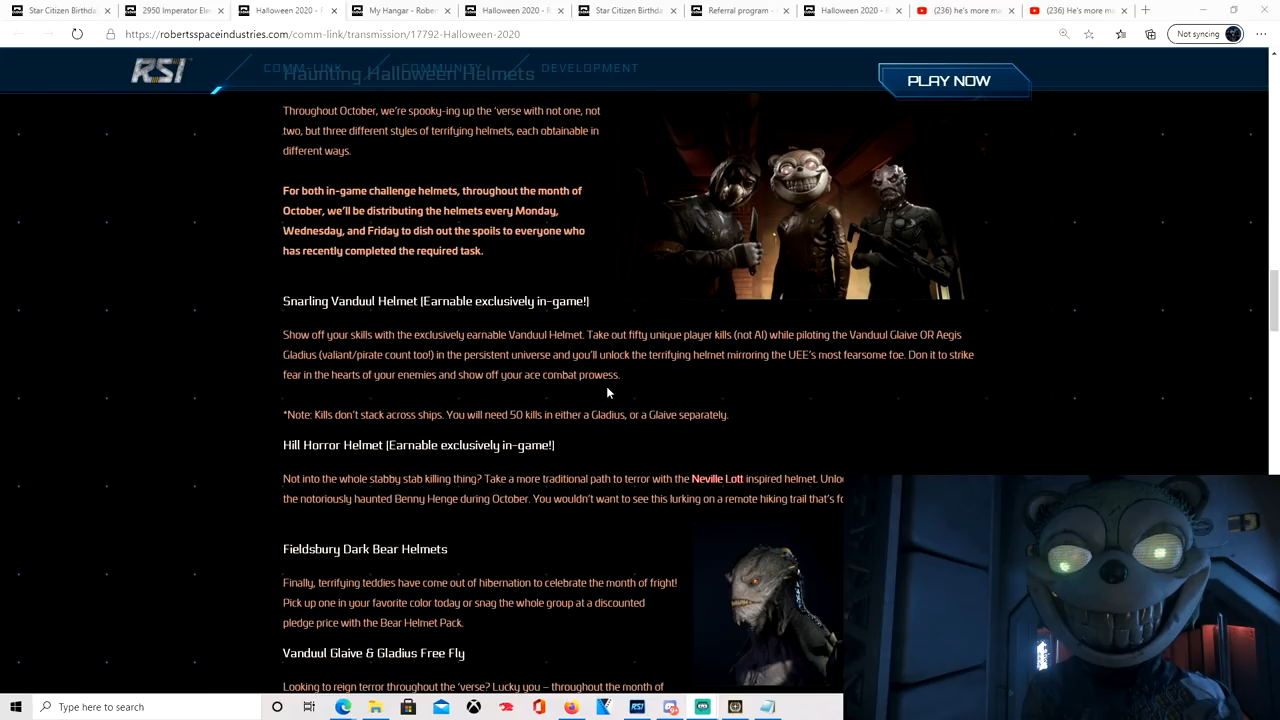 Star Citizen Birthda
2950 Imperator Ele
Halloween 2020 - R
My Hangar - Rober
Halloween 2020 - R
Star Citizen Birthda
Referral program -
Halloween 2020 - R
(236) he's more ma
(236) He's more me
https://robertsspaceindustries.com/comm-link/transmission/17792-Halloween-2020
Not syncing
RSI
COMM-LINK
COMMUNITY
DEVELOPMENT
PLAY NOW
Haunting Halloween Helmets
Throughout October, we're spooky-ing up the 'verse with not one, not
two, but three different styles of terrifying helmets, each obtainable in
different ways.
For both in-game challenge helmets, throughout the month of
October, we'll be distributing the helmets every Monday,
Wednesday, and Friday to dish out the spoils to everyone who
has recently completed the required task.
Snarling Vanduul Helmet [Earnable exclusively in-game!]
Show off your skills with the exclusively earnable Vanduul Helmet. Take out fifty unique player kills (not AI) while piloting the Vanduul Glaive OR Aegis
Gladius (valiant/pirate count too!) in the persistent universe and you'll unlock the terrifying helmet mirroring the UEE's most fearsome foe. Don it to strike
fear in the hearts of your enemies and show off your ace combat prowess.
*Note: Kills don't stack across ships. You will need 50 kills in either a Gladius, or a Glaive separately.
Hill Horror Helmet [Earnable exclusively in-game!]
Not into the whole stabby stab killing thing? Take a more traditional path to terror with the Neville Lott inspired helmet. Unloc
the notoriously haunted Benny Henge during October. You wouldn't want to see this lurking on a remote hiking trail that's fo
Fieldsbury Dark Bear Helmets
Finally, terrifying teddies have come out of hibernation to celebrate the month of fright!
Pick up one in your favorite color today or snag the whole group at a discounted
pledge price with the Bear Helmet Pack.
Vanduul Glaive & Gladius Free Fly
Looking to reign terror throughout the 'verse? Lucky you – throughout the month of
Type here to search
RSI